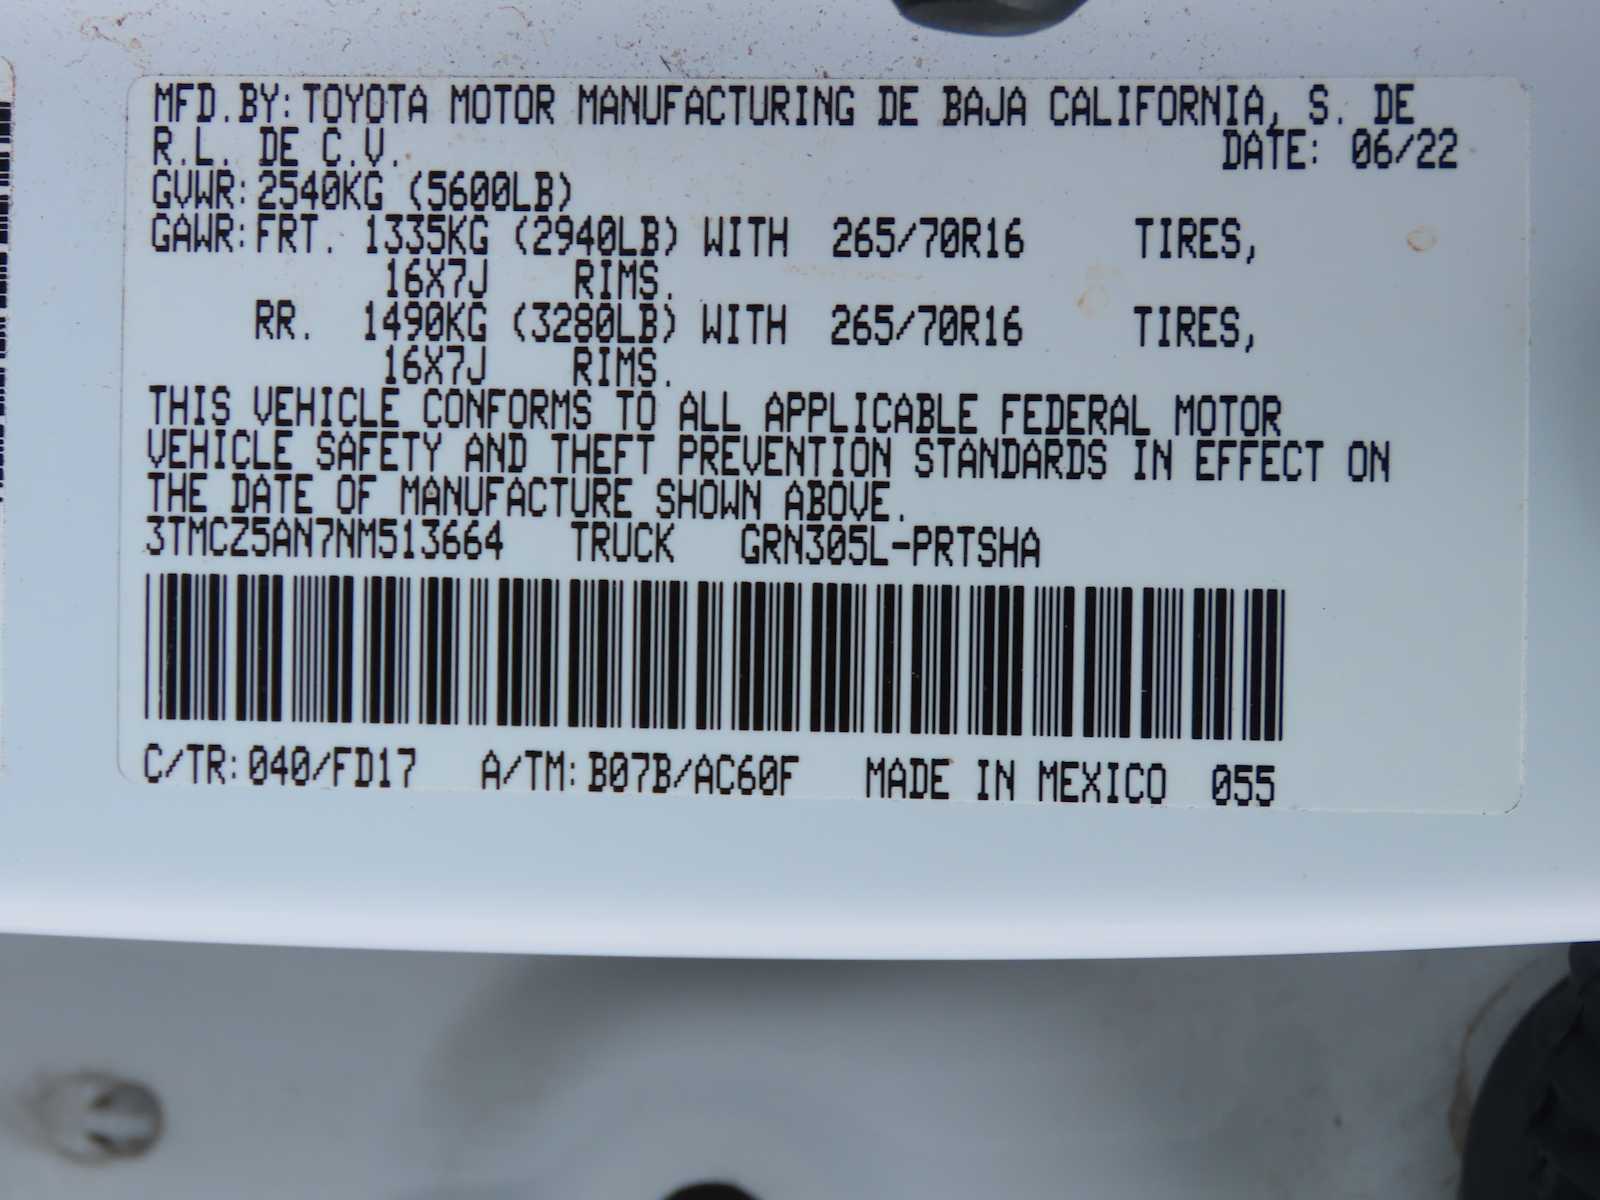 MFD.BY:TOYOTA MOTOR MANUFACTURING DE BAJA CALIFORNIA, S. DE
R.L. DE C.V. DATE: 06/22
GVWR:2540KG (5600LB)
GAWR:FRT. 1335KG (2940LB) WITH 265/70R16 TIRES,
16X7J RIMS.
RR. 1490KG (3280LB) WITH 265/70R16 TIRES,
16X7J RIMS.
THIS VEHICLE CONFORMS TO ALL APPLICABLE FEDERAL MOTOR
VEHICLE SAFETY AND THEFT PREVENTION STANDARDS IN EFFECT ON
THE DATE OF MANUFACTURE SHOWN ABOVE.
3TMCZ5AN7NM513664 TRUCK GRN305L-PRTSHA
C/TR:040/FD17 A/TM:B07B/AC60F MADE IN MEXICO 055